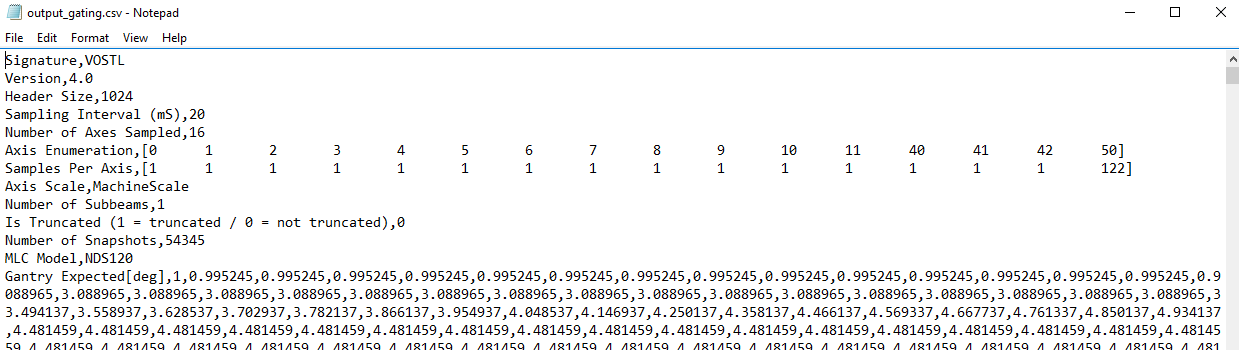 output_gating.csv - Notepad
File Edit Format View Help
Signature,VOSTL
Version,4.0
Header Size,1024
Sampling Interval (mS),20
Number of Axes Sampled,16
Axis Enumeration,[0 1 2 3 4 5 6 7 8 9 10 11 40 41 42 50]
Samples Per Axis,[1 1 1 1 1 1 1 1 1 1 1 1 1 1 1 122]
Axis Scale,MachineScale
Number of Subbeams,1
Is Truncated (1 = truncated / 0 = not truncated),0
Number of Snapshots,54345
MLC Model,NDS120
Gantry Expected[deg],1,0.995245,0.995245,0.995245,0.995245,0.995245,0.995245,0.995245,0.995245,0.995245,0.995245,0.995245,0.995245,0.995245,0.9
088965,3.088965,3.088965,3.088965,3.088965,3.088965,3.088965,3.088965,3.088965,3.088965,3.088965,3.088965,3.088965,3.088965,3.088965,3.088965,3
3.494137,3.558937,3.628537,3.702937,3.782137,3.866137,3.954937,4.048537,4.146937,4.250137,4.358137,4.466137,4.569337,4.667737,4.761337,4.850137,4.934137
,4.481459,4.481459,4.481459,4.481459,4.481459,4.481459,4.481459,4.481459,4.481459,4.481459,4.481459,4.481459,4.481459,4.481459,4.481459,4.481459,4.48145